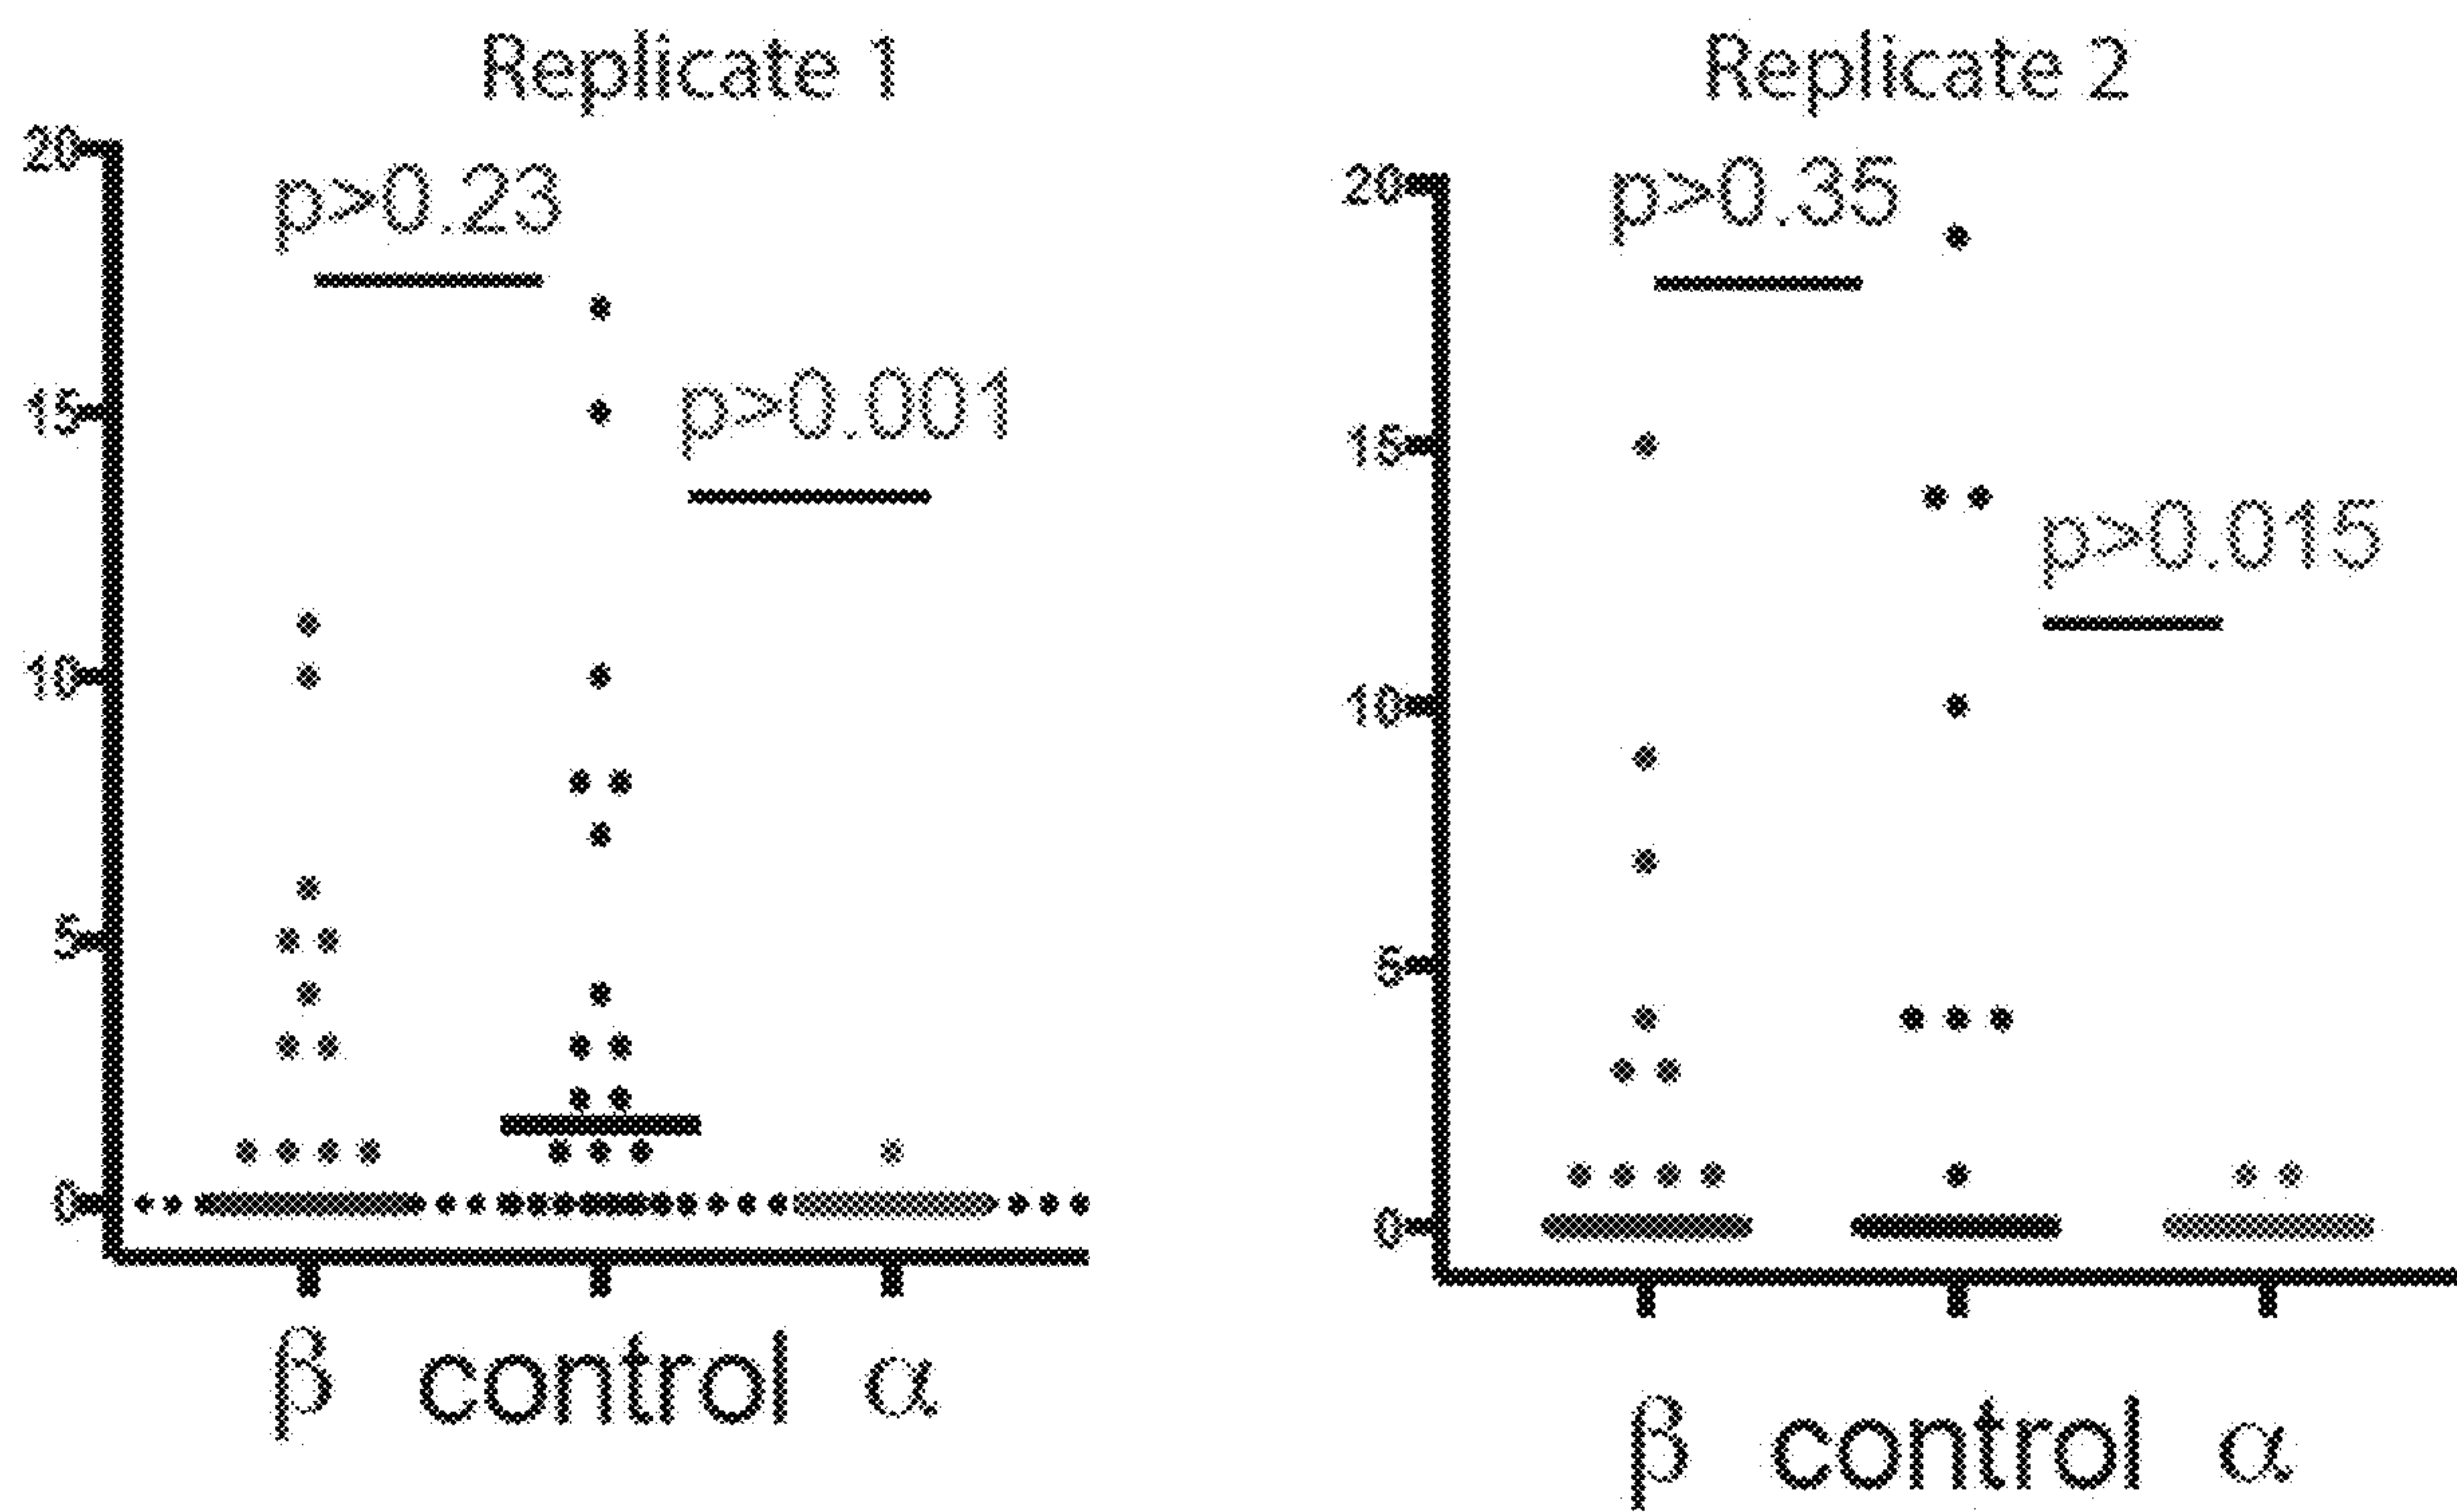 Replicate 1
20
p>0.23
15
p>0.001
10
5
0
β control α
Replicate 2
20
p>0.35
15
p>0.015
10
5
0
β control α